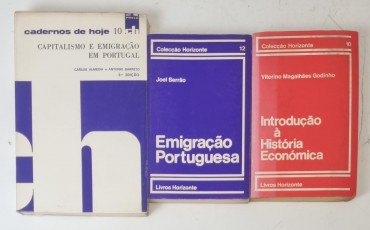 cadernos de hoje 10 ch
CAPITALISMO E EMIGRAÇÃO
EM PORTUGAL
CARLOS ALMEIDA e ANTÓNIO BARRETO
3.ª EDIÇÃO
ch
Colecção Horizonte
12
Joel Serrão
Emigração
Portuguesa
Livros Horizonte
Colecção Horizonte
10
Vitorino Magalhães Godinho
Introdução
à
História
Económica
Livros Horizonte